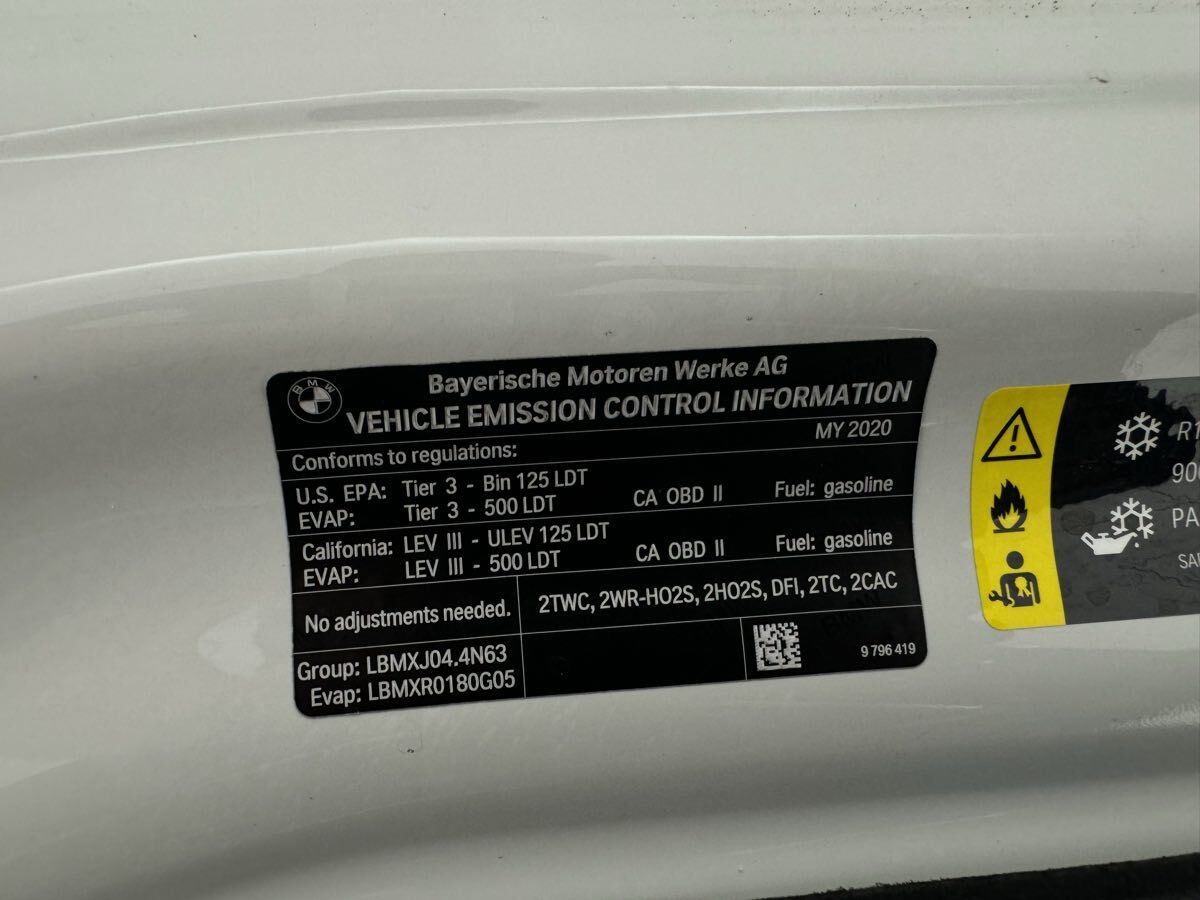 BMW
Bayerische Motoren Werke AG
VEHICLE EMISSION CONTROL INFORMATION
MY 2020
Conforms to regulations:
U.S. EPA: Tier 3 - Bin 125 LDT
EVAP: Tier 3 - 500 LDT CA OBD II Fuel: gasoline
California: LEV III - ULEV 125 LDT
EVAP: LEV III - 500 LDT CA OBD II Fuel: gasoline
No adjustments needed. 2TWC, 2WR-HO2S, 2HO2S, DFI, 2TC, 2CAC
Group: LBMXJ04.4N63
Evap: LBMXR0180G05
9 796 419
PA